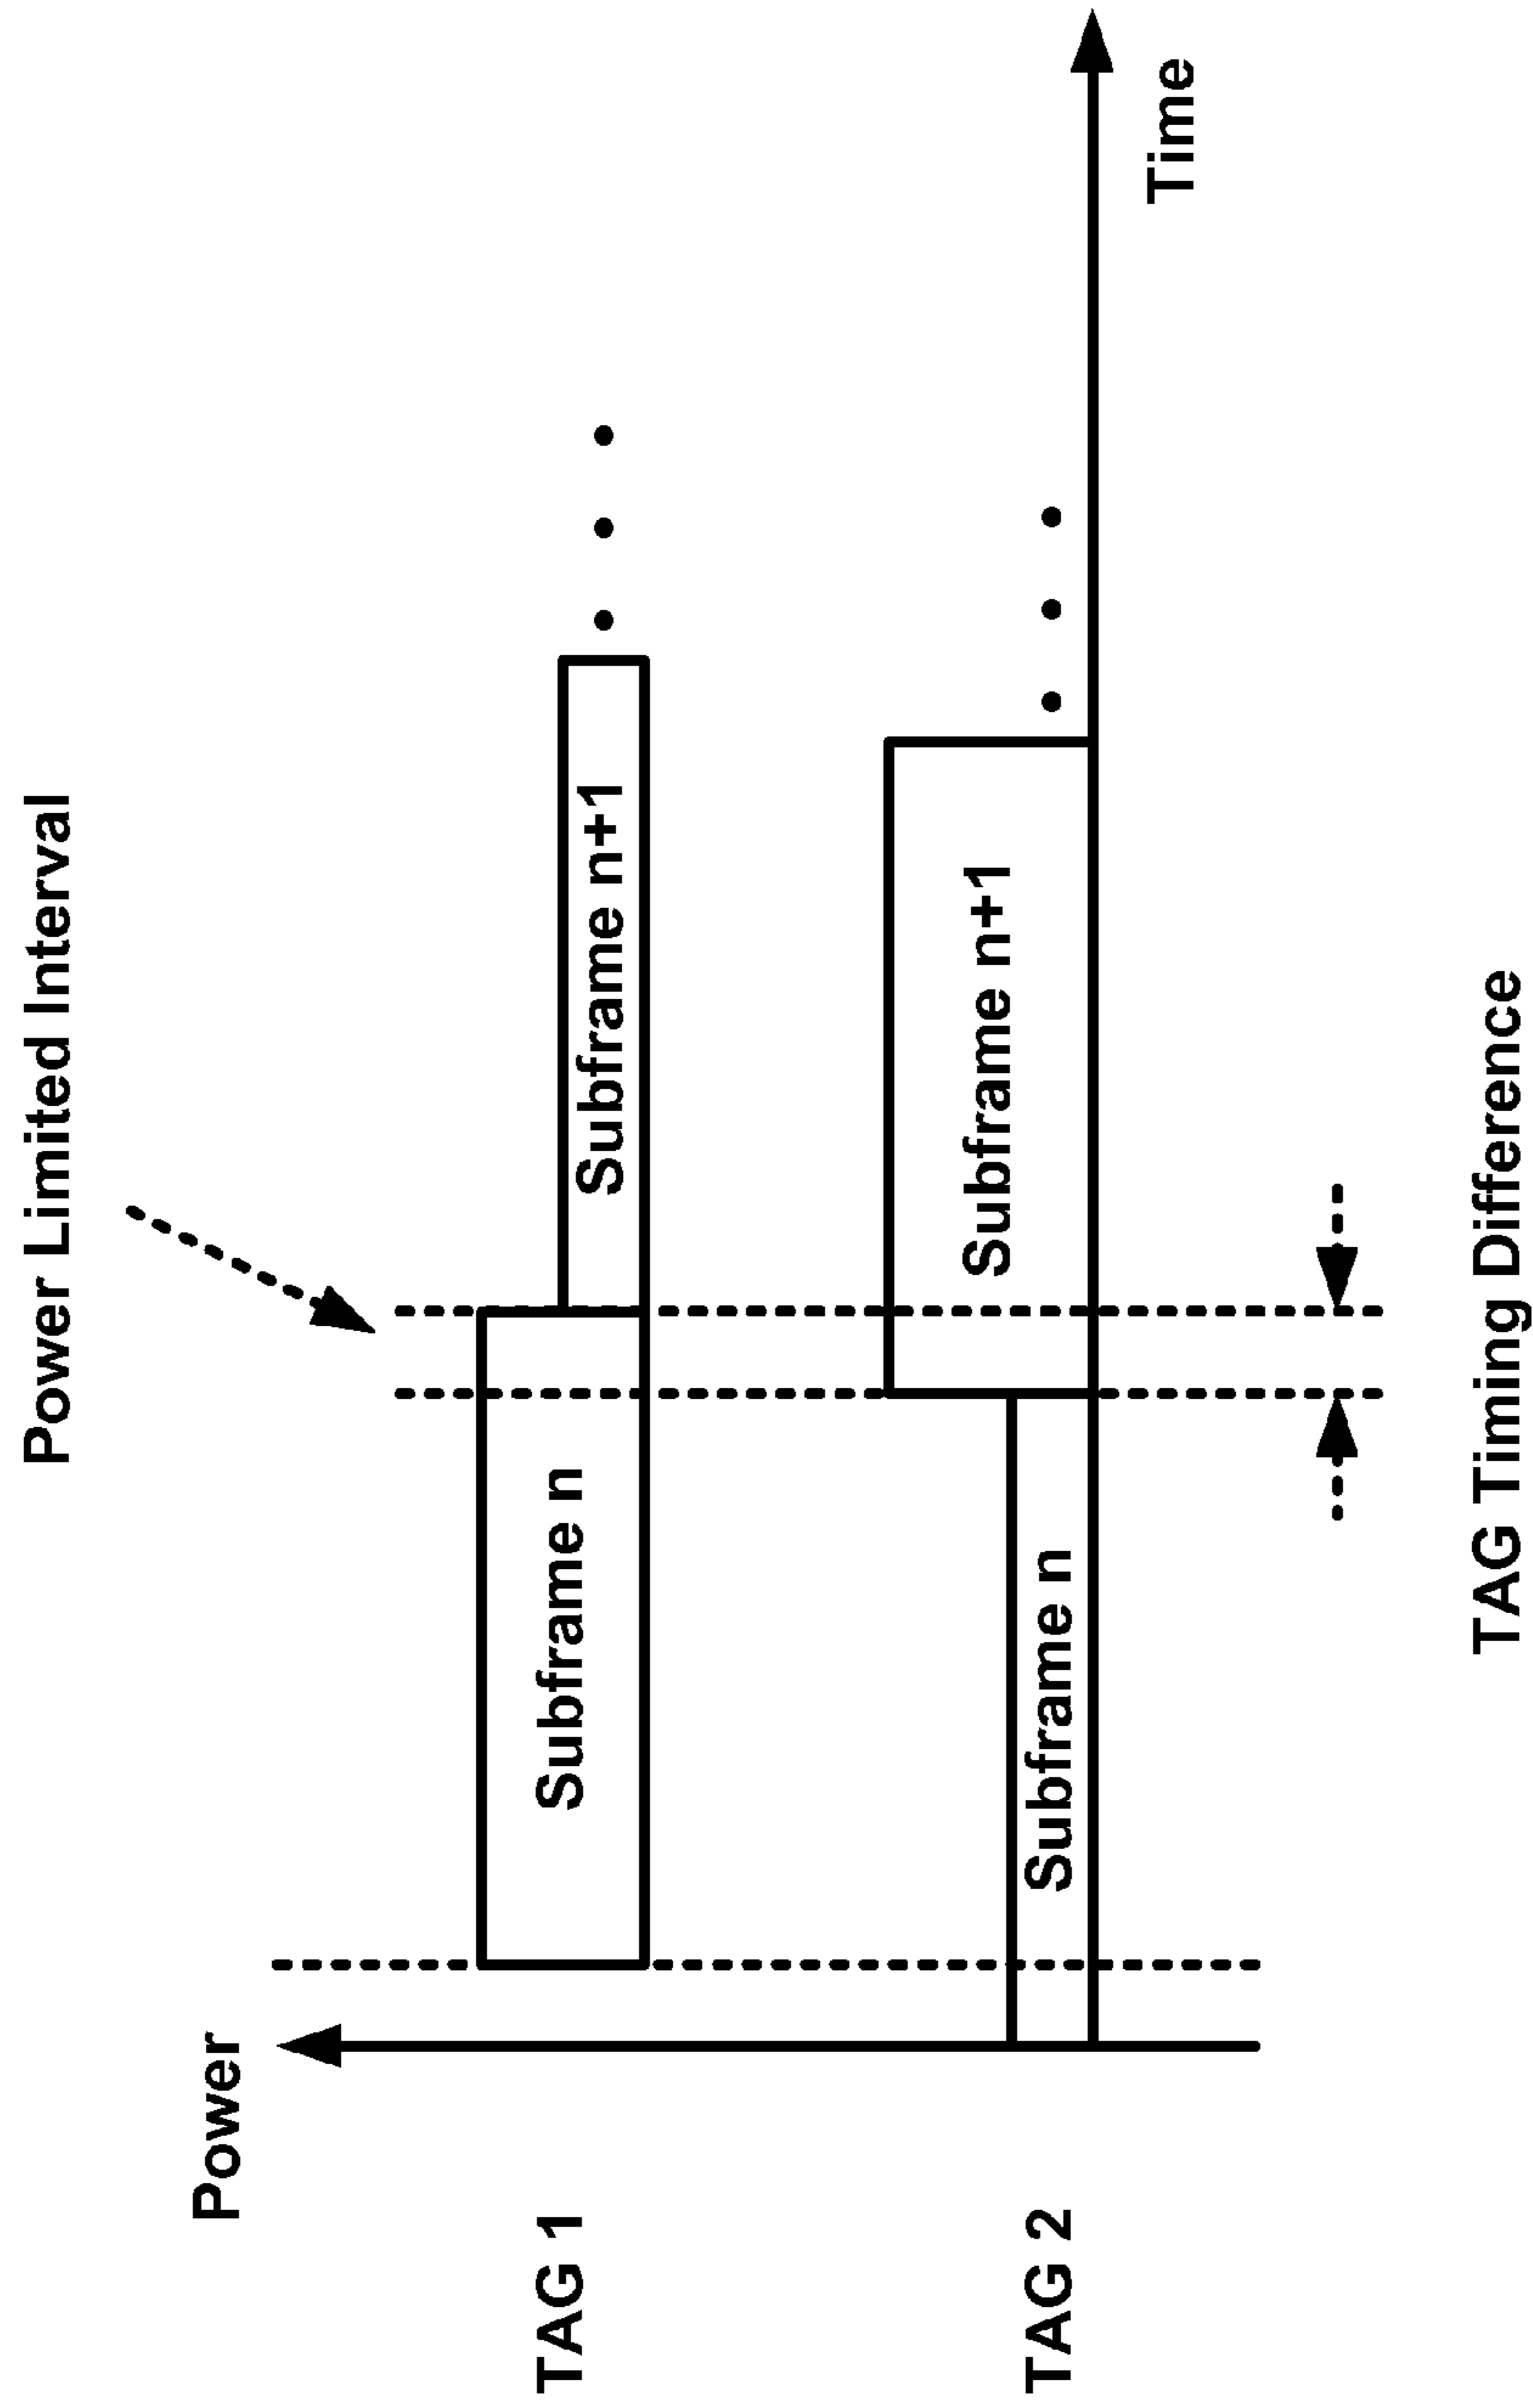 Power Limited Interval
Power
TAG 1
Subframe n
Subframe n+1
TAG 2
Subframe n
Subframe n+1
Time
TAG Timing Difference